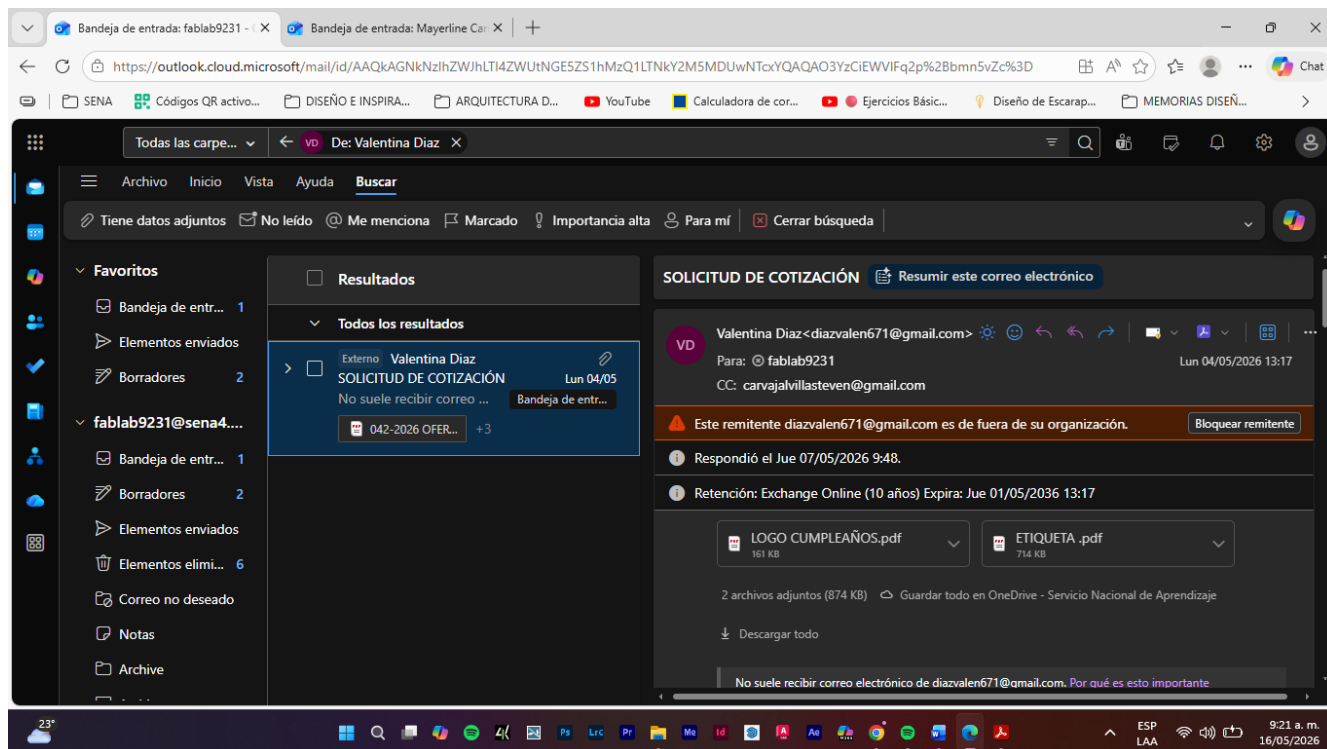 Bandeja de entrada: fablab9231 - 
Bandeja de entrada: Mayerline Car
https://outlook.cloud.microsoft/mail/id/AAQkAGNkNzlhZWJhLTI4ZWUtNGE5ZS1hMzQ1LTNkY2M5MDUwNTcxYQAQAO3YzCiEWVlFq2p%2Bbmn5vZc%3D
Chat
SENA
Códigos QR activo...
DISEÑO E INSPIRA...
ARQUITECTURA D...
YouTube
Calculadora de cor...
Ejercicios Básic...
Diseño de Escarap...
MEMORIAS DISEÑ...
Todas las carpe...
VD De: Valentina Diaz
Archivo Inicio Vista Ayuda Buscar
Tiene datos adjuntos No leído Me menciona Marcado Importancia alta Para mí Cerrar búsqueda
Favoritos
Bandeja de entr... 1
Elementos enviados
Borradores 2
fablab9231@sena4....
Bandeja de entr... 1
Borradores 2
Elementos enviados
Elementos elimi... 6
Correo no deseado
Notas
Archive
Resultados
Todos los resultados
Externo Valentina Diaz
SOLICITUD DE COTIZACIÓN Lun 04/05
No suele recibir correo ... Bandeja de entr...
042-2026 OFER... +3
SOLICITUD DE COTIZACIÓN Resumir este correo electrónico
VD
Valentina Diaz<diazvalen671@gmail.com>
Para: fablab9231 Lun 04/05/2026 13:17
CC: carvajalvillasteven@gmail.com
Este remitente diazvalen671@gmail.com es de fuera de su organización. Bloquear remitente
Respondió el Jue 07/05/2026 9:48.
Retención: Exchange Online (10 años) Expira: Jue 01/05/2036 13:17
LOGO CUMPLEAÑOS.pdf
161 KB
ETIQUETA .pdf
714 KB
2 archivos adjuntos (874 KB) Guardar todo en OneDrive - Servicio Nacional de Aprendizaje
Descargar todo
No suele recibir correo electrónico de diazvalen671@gmail.com. Por qué es esto importante
23°
Ps Lrc Pr Me Id Ae
ESP
LAA
9:21 a. m.
16/05/2026